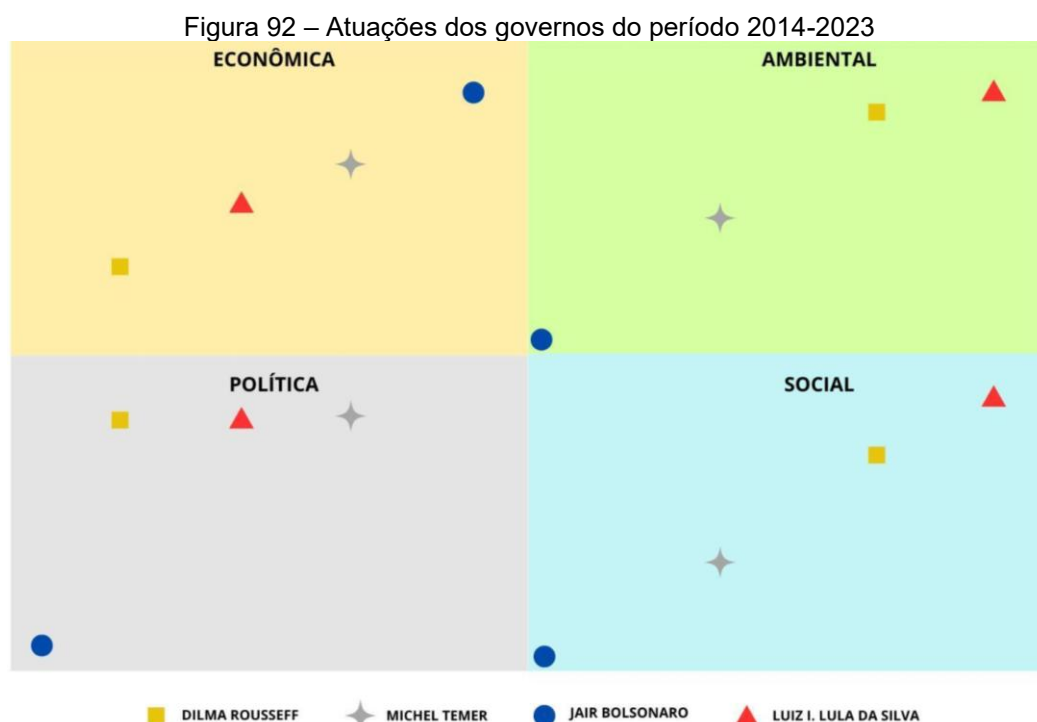 Figura 92 – Atuações dos governos do período 2014-2023
ECONÔMICA
AMBIENTAL
POLÍTICA
SOCIAL
DILMA ROUSSEFF
MICHEL TEMER
JAIR BOLSONARO
LUIZ I. LULA DA SILVA